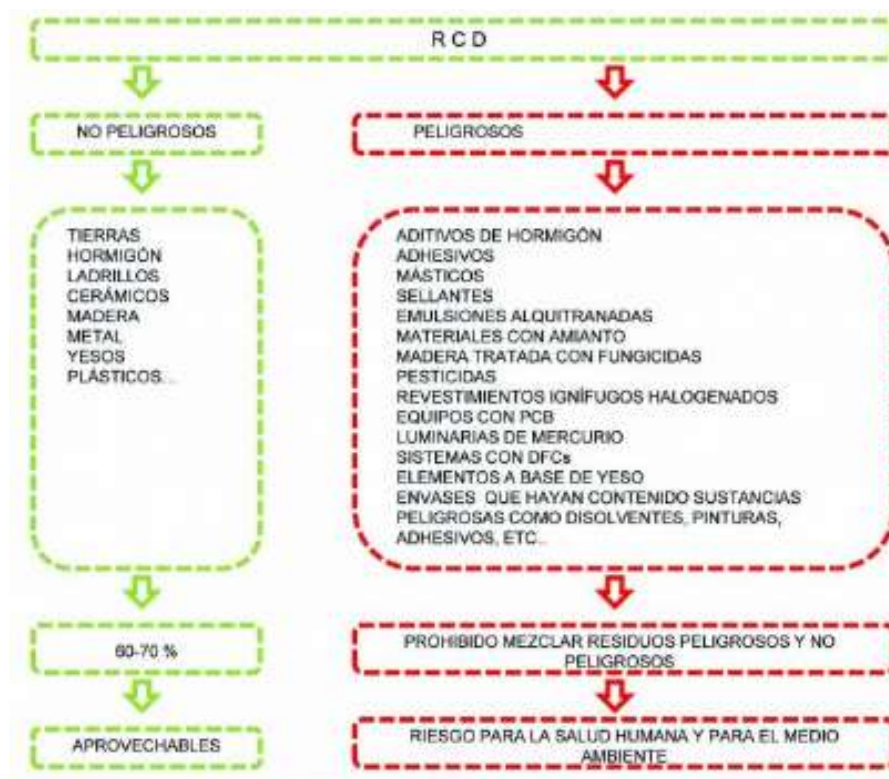 R C D
NO PELIGROSOS
TIERRAS
HORMIGÓN
LADRILLOS
CERÁMICOS
MADERA
METAL
YESOS
PLÁSTICOS...
60-70 %
APROVECHABLES
PELIGROSOS
ADITIVOS DE HORMIGÓN
ADHESIVOS
MÁSTICOS
SELLANTES
EMULSIONES ALQUITRANADAS
MATERIALES CON AMIANTO
MADERA TRATADA CON FUNGICIDAS
PESTICIDAS
REVESTIMIENTOS IGNÍFUGOS HALOGENADOS
EQUIPOS CON PCB
LUMINARIAS DE MERCURIO
SISTEMAS CON DFCs
ELEMENTOS A BASE DE YESO
ENVASES QUE HAYAN CONTENIDO SUSTANCIAS
PELIGROSAS COMO DISOLVENTES, PINTURAS,
ADHESIVOS, ETC...
PROHIBIDO MEZCLAR RESIDUOS PELIGROSOS Y NO
PELIGROSOS
RIESGO PARA LA SALUD HUMANA Y PARA EL MEDIO
AMBIENTE